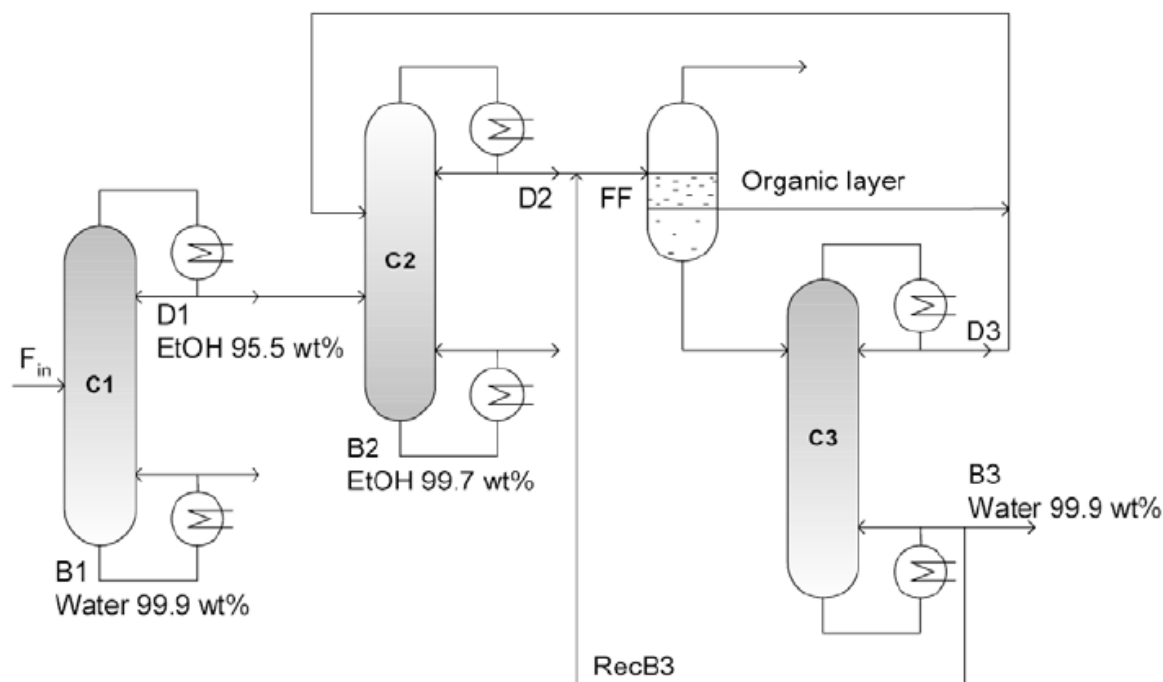 C1
C2
C3
F_in
D1
EtOH 95.5 wt%
B1
Water 99.9 wt%
D2
FF
Organic layer
B2
EtOH 99.7 wt%
D3
B3
Water 99.9 wt%
RecB3